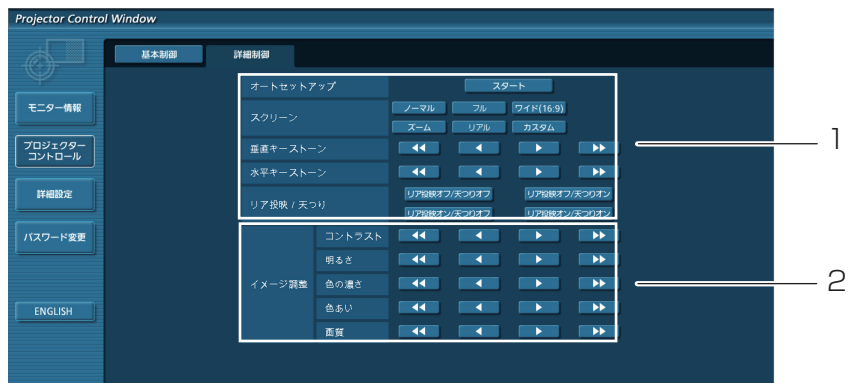 Projector Control Window
基本制御 詳細制御
オートセットアップ スタート
モニター情報
スクリーン ノーマル フル ワイド(16:9)
ズーム リアル カスタム
1
プロジェクター
コントロール
垂直キーストーン
水平キーストーン
詳細設定
リア投映 / 天つり リア投映オフ/天つりオフ リア投映オフ/天つりオン
リア投映オン/天つりオフ リア投映オン/天つりオン
パスワード変更
イメージ調整
コントラスト
明るさ
色の濃さ
2
色あい
画質
ENGLISH